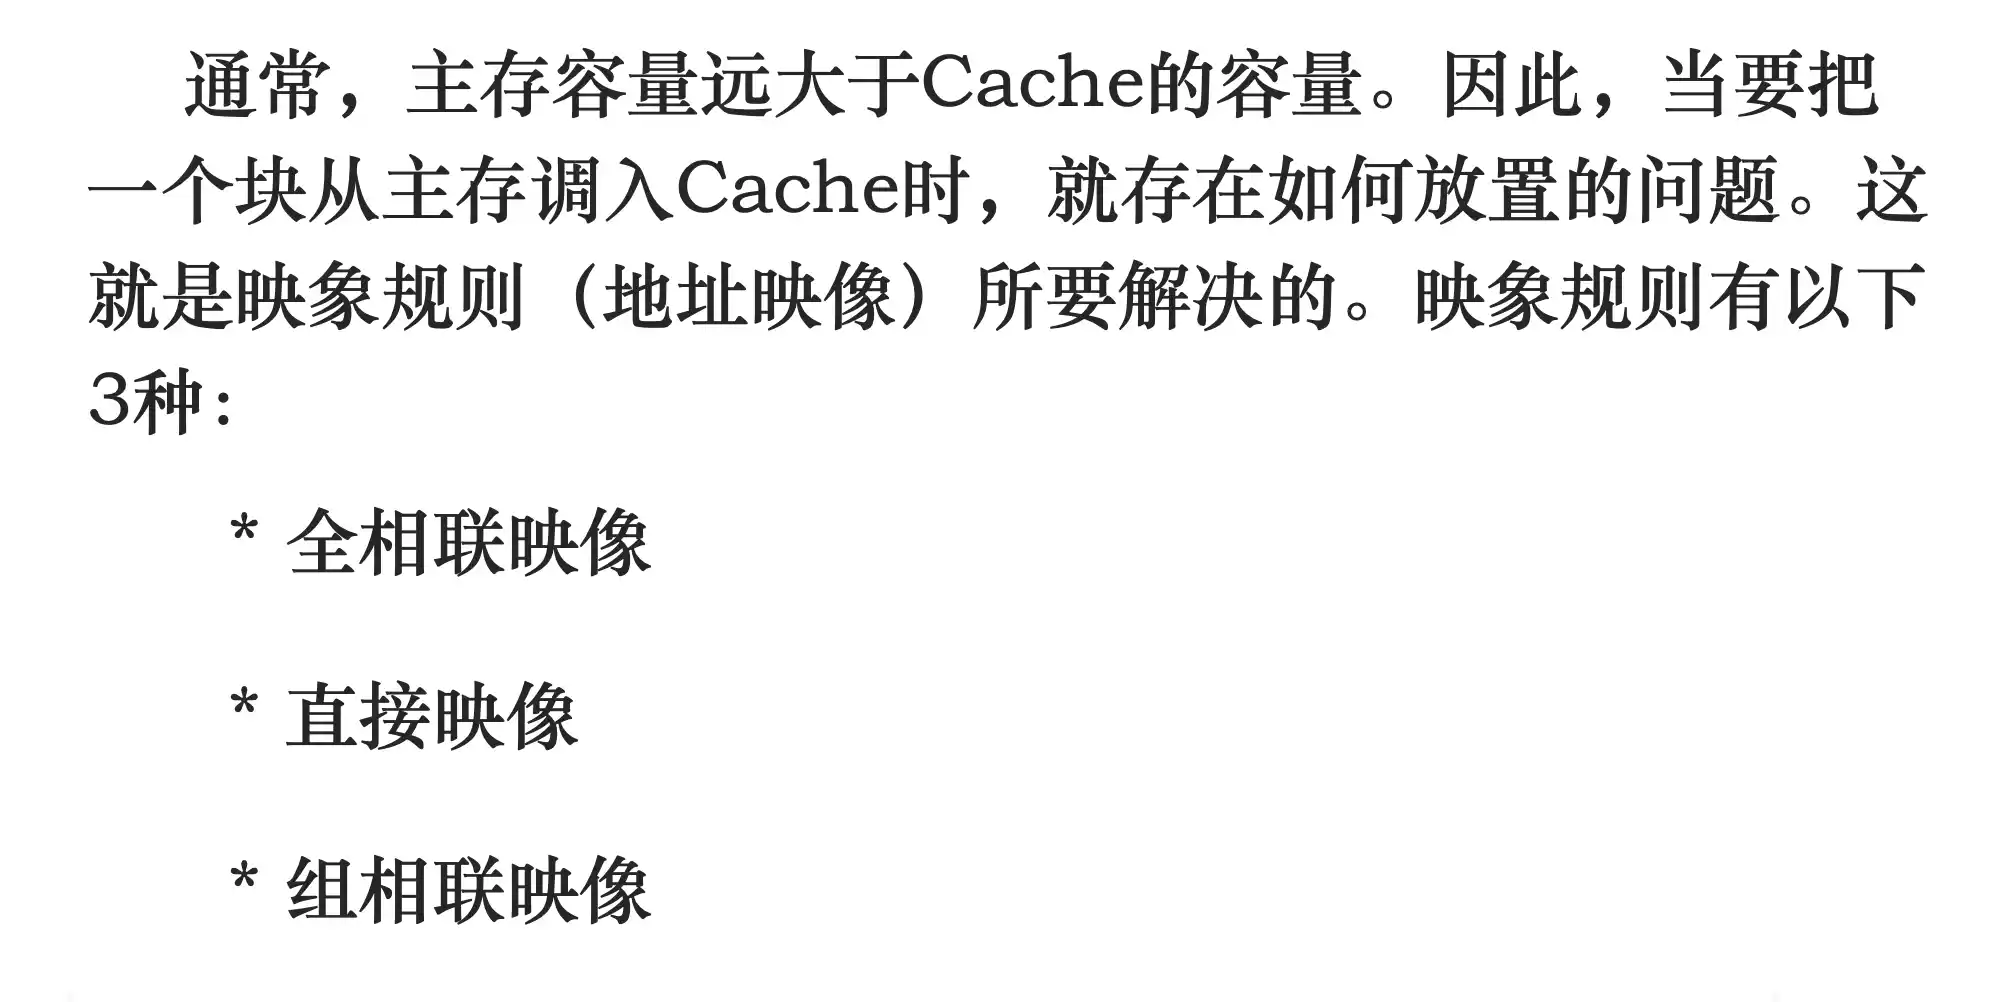 通常，主存容量远大于Cache的容量。因此，当要把
一个块从主存调入Cache时，就存在如何放置的问题。这
就是映象规则（地址映像）所要解决的。映象规则有以下
3种：
* 全相联映像
* 直接映像
* 组相联映像